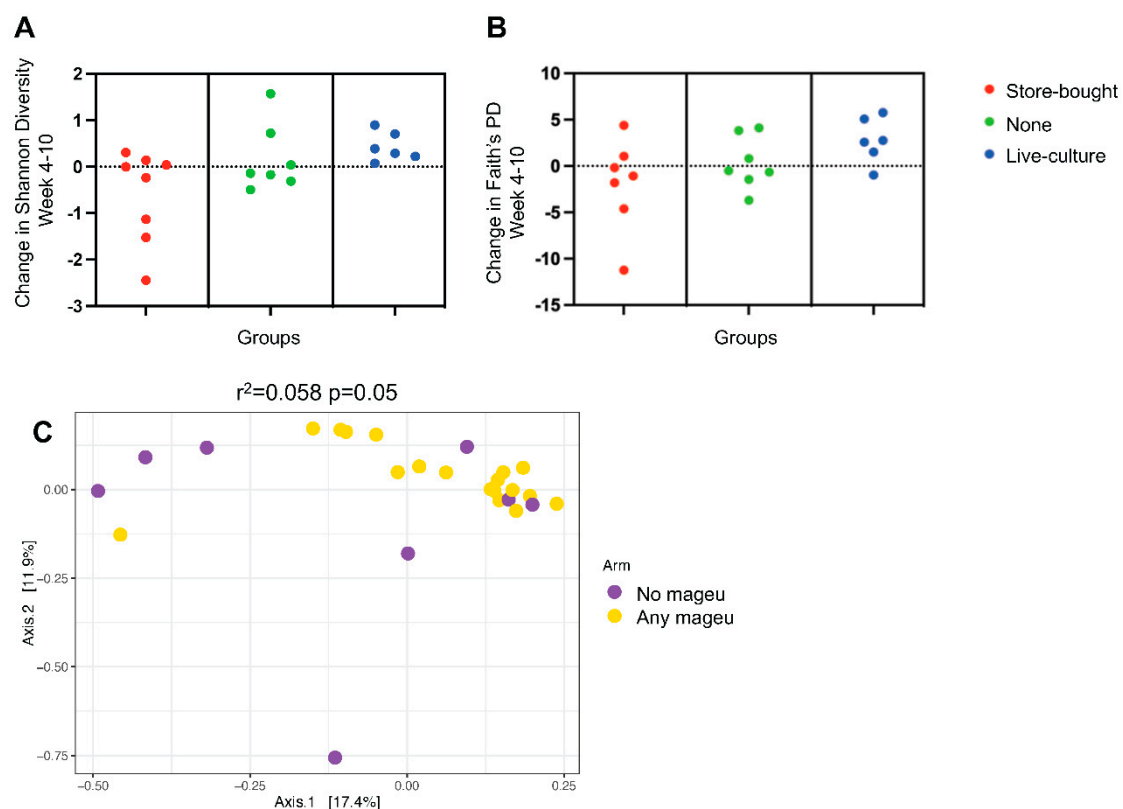 A
Change in Shannon Diversity
Week 4-10
2
1
0
-1
-2
-3
Groups
B
Change in Faith's PD
Week 4-10
10
5
0
-5
-10
-15
Groups
Store-bought
None
Live-culture
r²=0.058 p=0.05
C
Axis.2 [11.9%]
0.00
−0.25
−0.50
−0.75
−0.50
−0.25
0.00
0.25
Axis.1 [17.4%]
Arm
No mageu
Any mageu